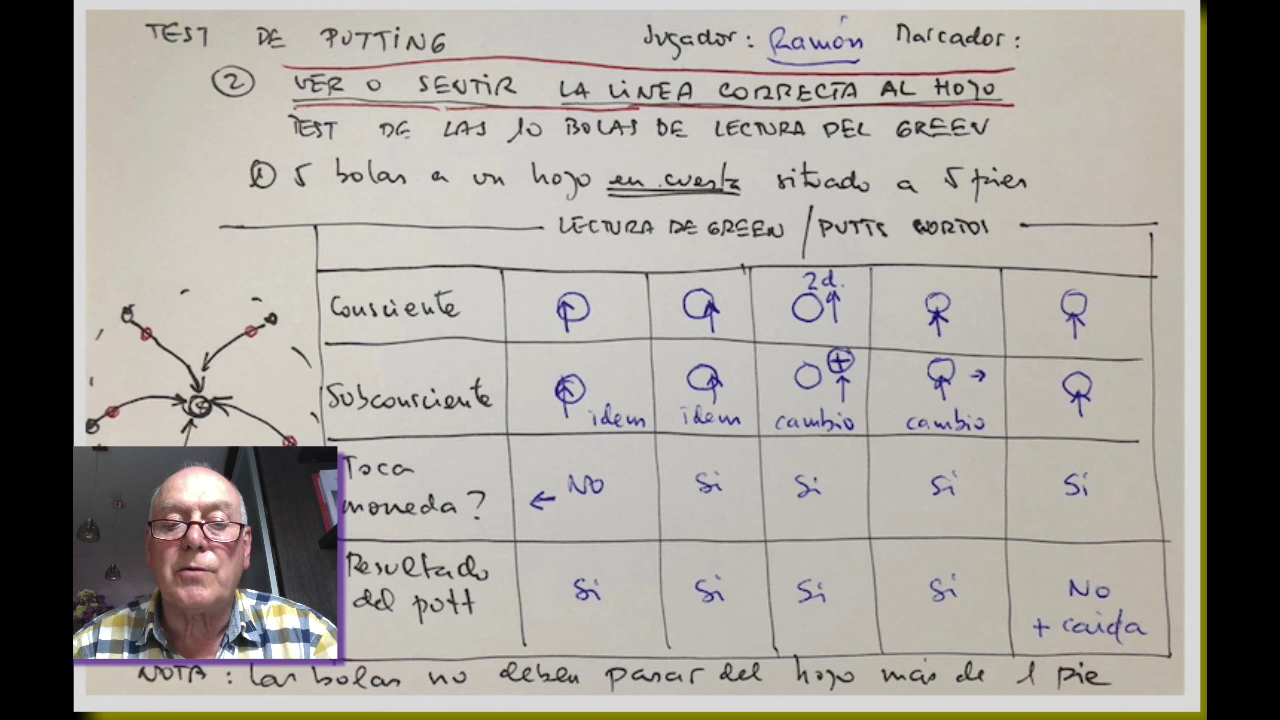 TEST DE PUTTING Jugador: Ramón Marcador:
② VER O SENTIR LA LINEA CORRECTA AL HOYO
TEST DE LAS 10 BOLAS DE LECTURA DEL GREEN
① 5 bolas a un hoyo en cuesta situado a 5 pies
LECTURA DE GREEN / PUTTS CORTOS
Consciente 2d.
Subconsciente idem idem cambio cambio
Toca moneda? NO Si Si Si Si
Resultado del putt Si Si Si Si No + caida
NOTA: Las bolas no deben pasar del hoyo más de 1 pie